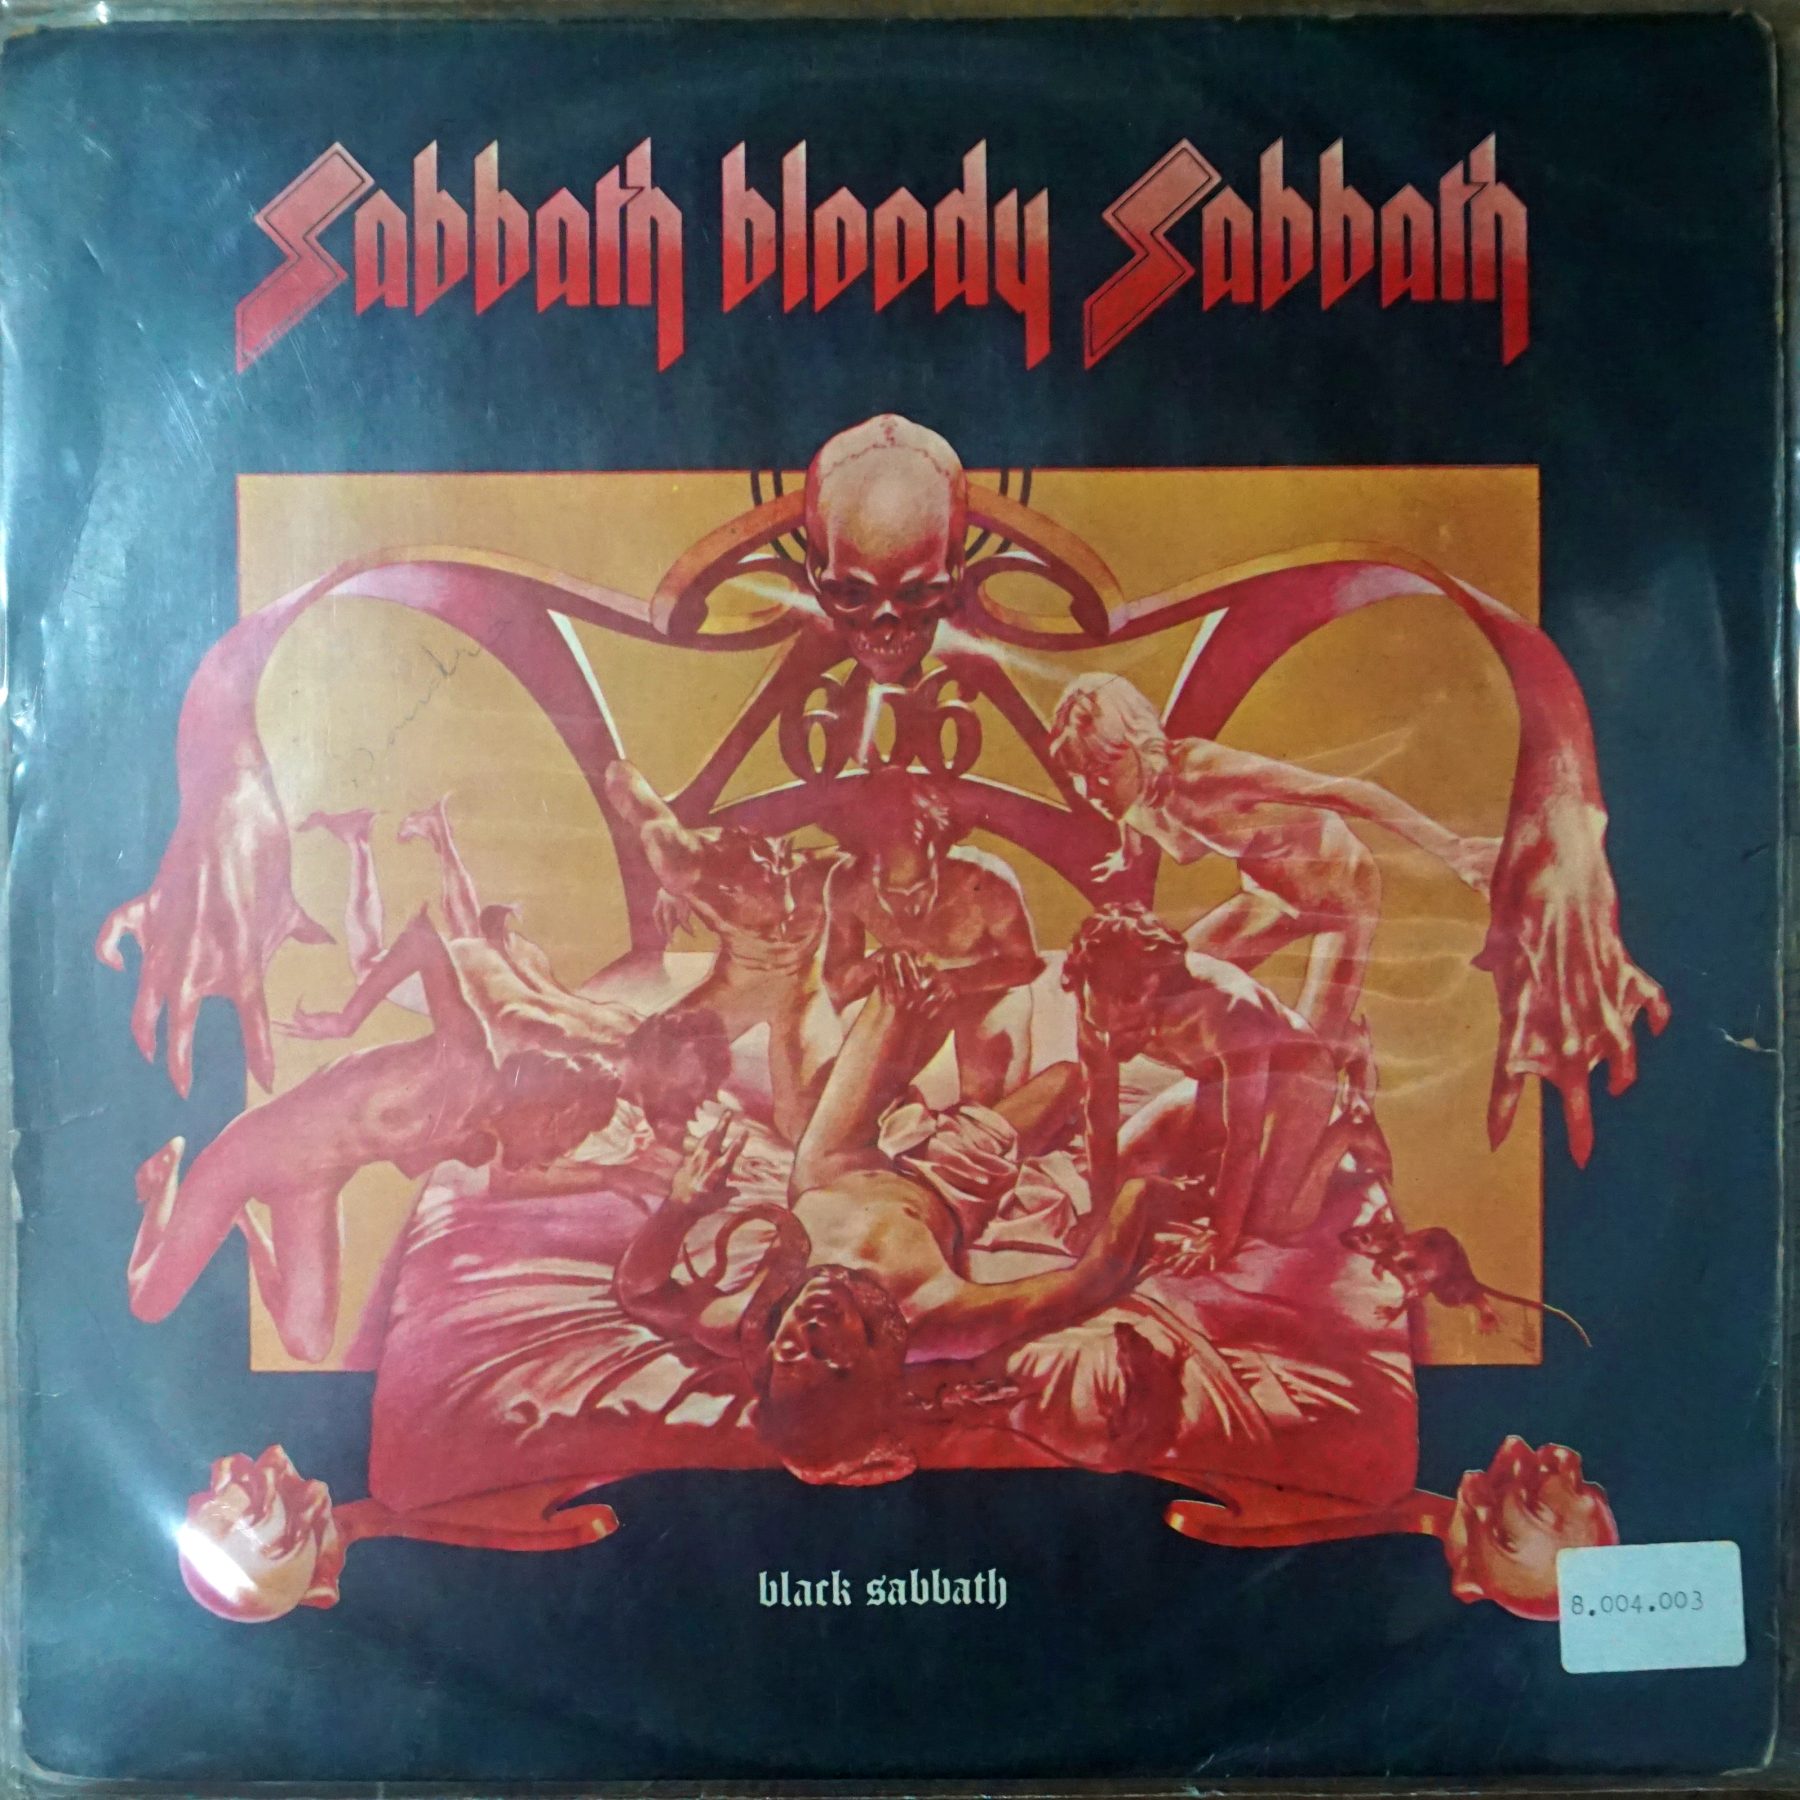 Sabbath bloody Sabbath
666
black sabbath
8.004.003